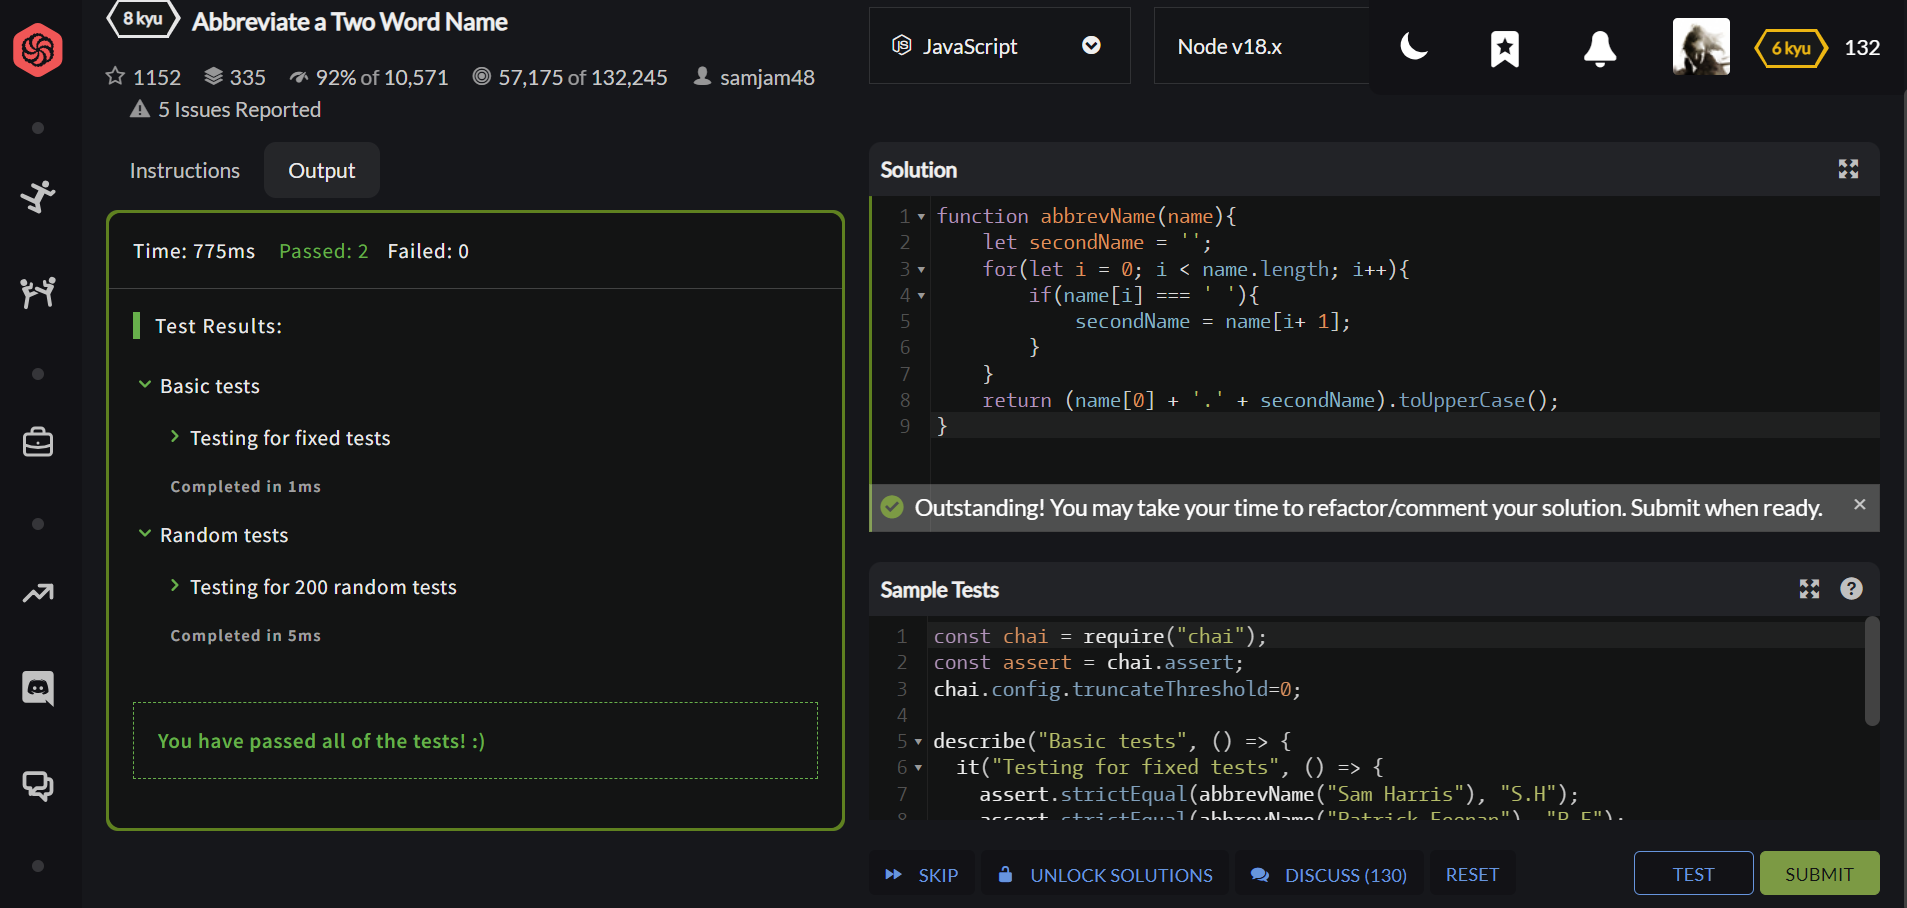 8 kyu
Abbreviate a Two Word Name
1152 335 92% of 10,571 57,175 of 132,245 samjam48
5 Issues Reported
JavaScript
Node v18.x
6 kyu 132
Instructions
Output
Time: 775ms Passed: 2 Failed: 0
Test Results:
Basic tests
Testing for fixed tests
Completed in 1ms
Random tests
Testing for 200 random tests
Completed in 5ms
You have passed all of the tests! :)
Solution
1 function abbrevName(name){
2 let secondName = '';
3 for(let i = 0; i < name.length; i++){
4 if(name[i] === ' '){
5 secondName = name[i+ 1];
6 }
7 }
8 return (name[0] + '.' + secondName).toUpperCase();
9 }
Outstanding! You may take your time to refactor/comment your solution. Submit when ready.
Sample Tests
1 const chai = require("chai");
2 const assert = chai.assert;
3 chai.config.truncateThreshold=0;
4
5 describe("Basic tests", () => {
6 it("Testing for fixed tests", () => {
7 assert.strictEqual(abbrevName("Sam Harris"), "S.H");
8 assert.strictEqual(abbrevName("Patrick Feenan"), "P.F");
SKIP
UNLOCK SOLUTIONS
DISCUSS (130)
RESET
TEST
SUBMIT